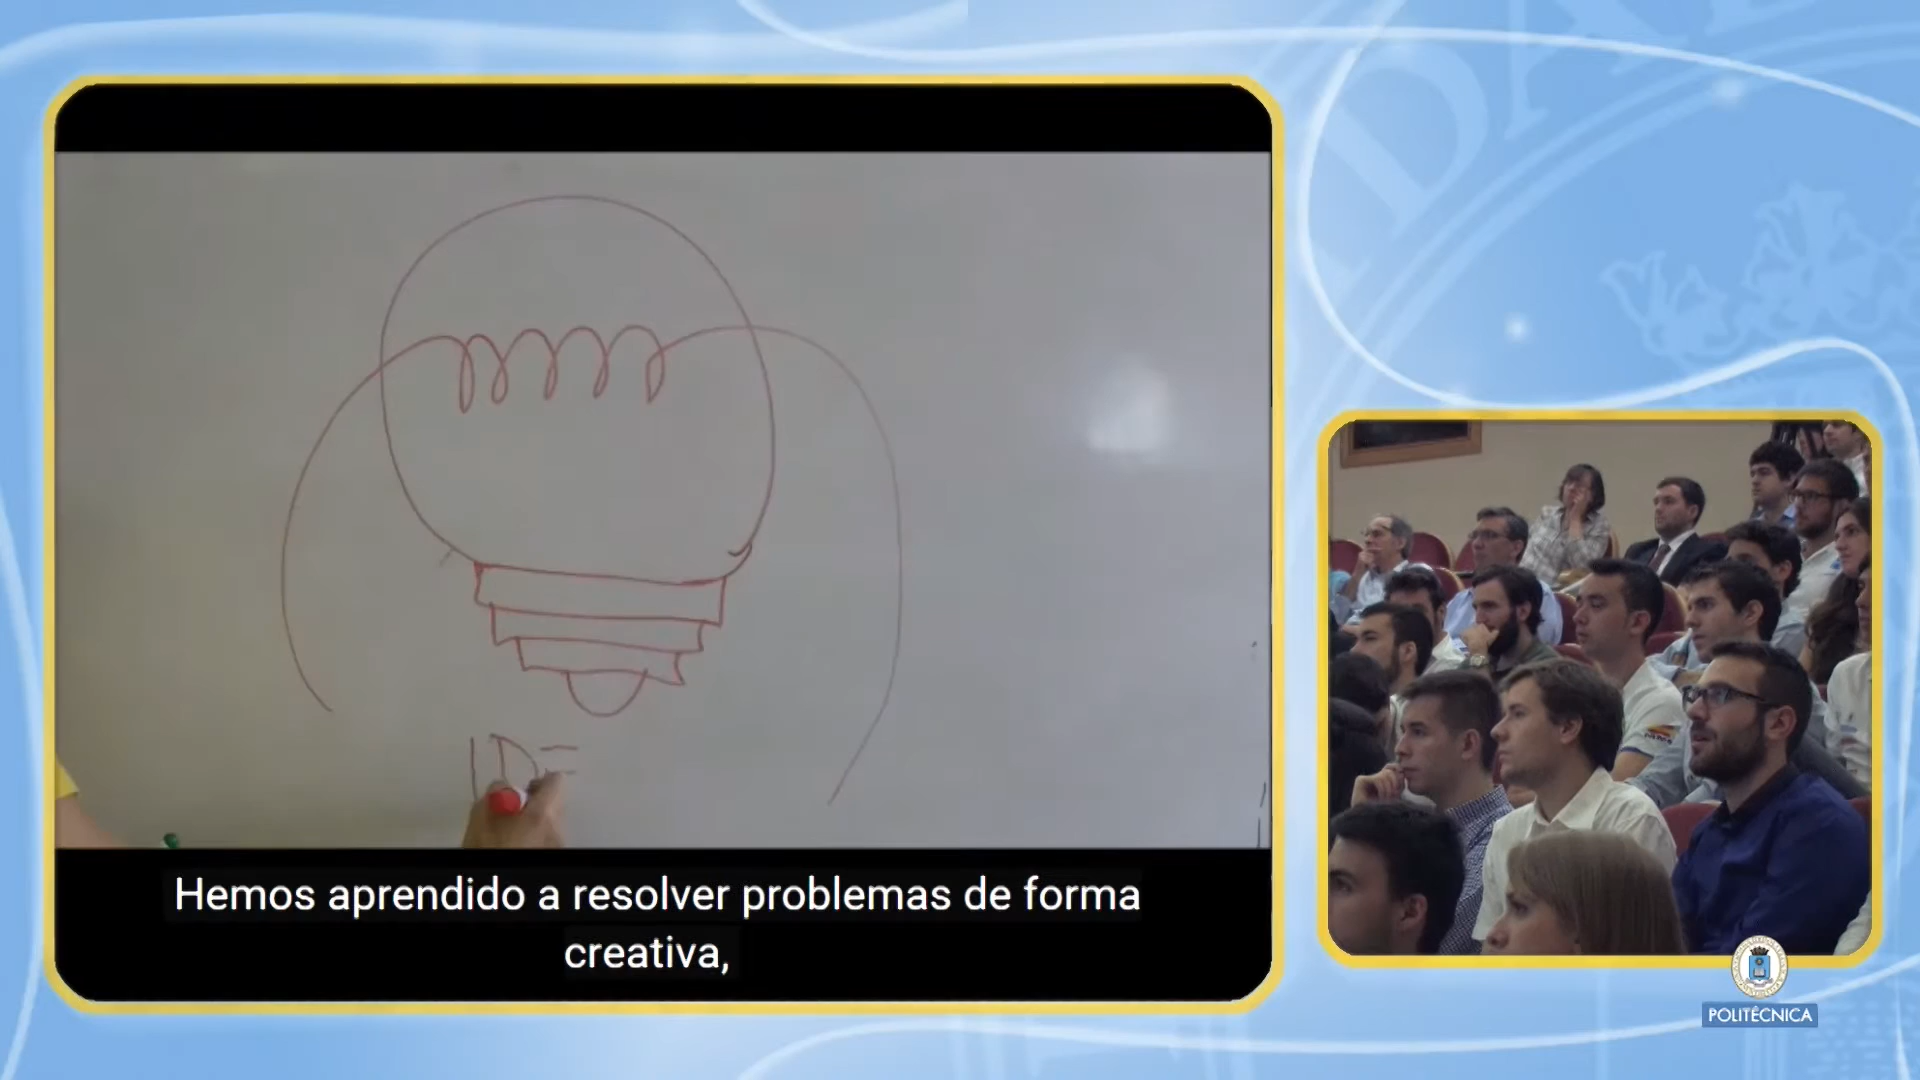 Hemos aprendido a resolver problemas de forma
creativa,
POLITÉCNICA